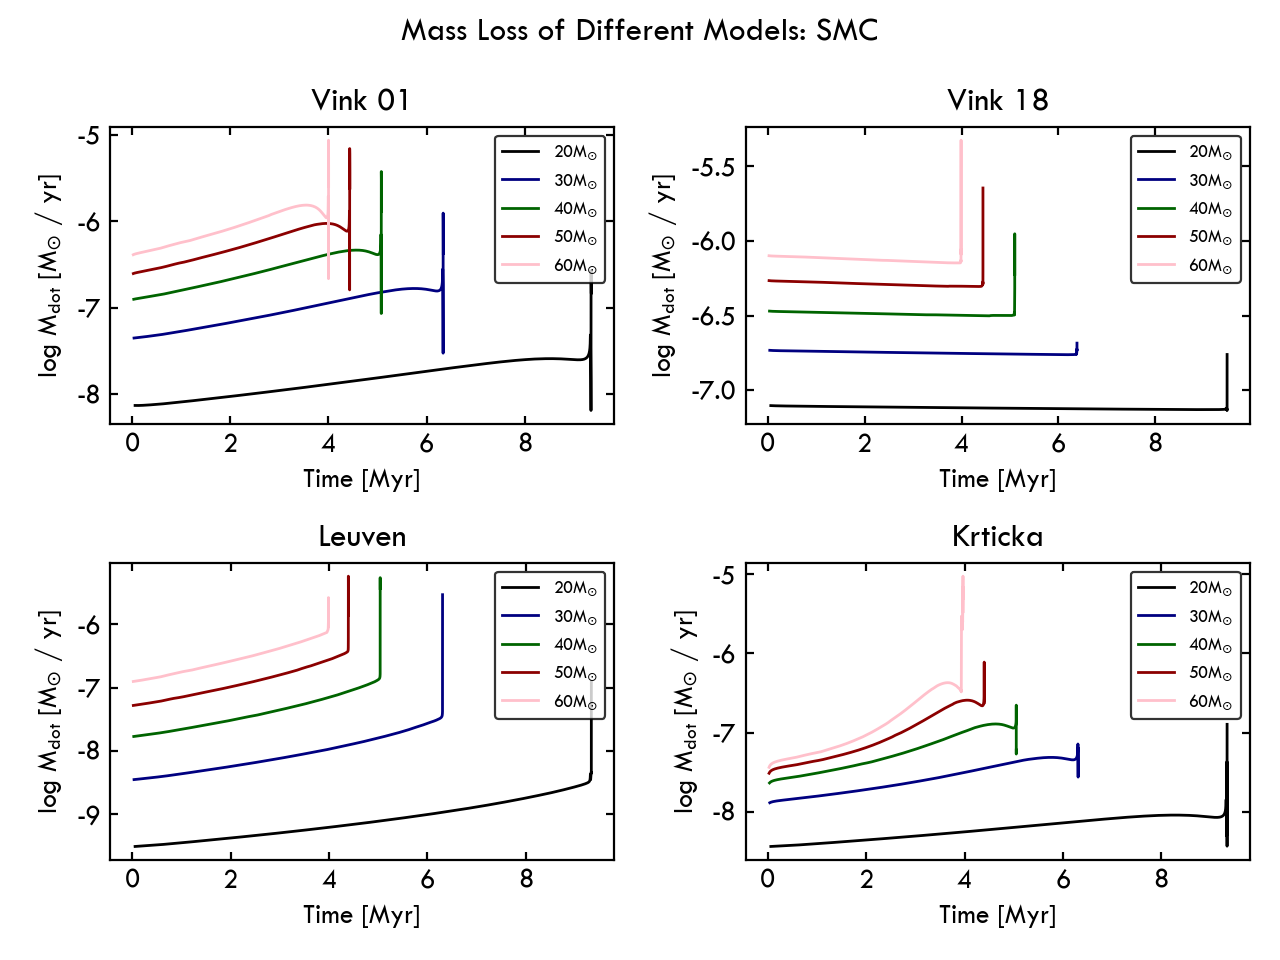 Mass Loss of Different Models: SMC
Vink 01
log M_dot [M⊙ / yr]
-5
-6
-7
-8
0 2 4 6 8
Time [Myr]
20M⊙
30M⊙
40M⊙
50M⊙
60M⊙
Vink 18
log M_dot [M⊙ / yr]
-5.5
-6.0
-6.5
-7.0
0 2 4 6 8
Time [Myr]
20M⊙
30M⊙
40M⊙
50M⊙
60M⊙
Leuven
log M_dot [M⊙ / yr]
-6
-7
-8
-9
0 2 4 6 8
Time [Myr]
20M⊙
30M⊙
40M⊙
50M⊙
60M⊙
Krticka
log M_dot [M⊙ / yr]
-5
-6
-7
-8
0 2 4 6 8
Time [Myr]
20M⊙
30M⊙
40M⊙
50M⊙
60M⊙